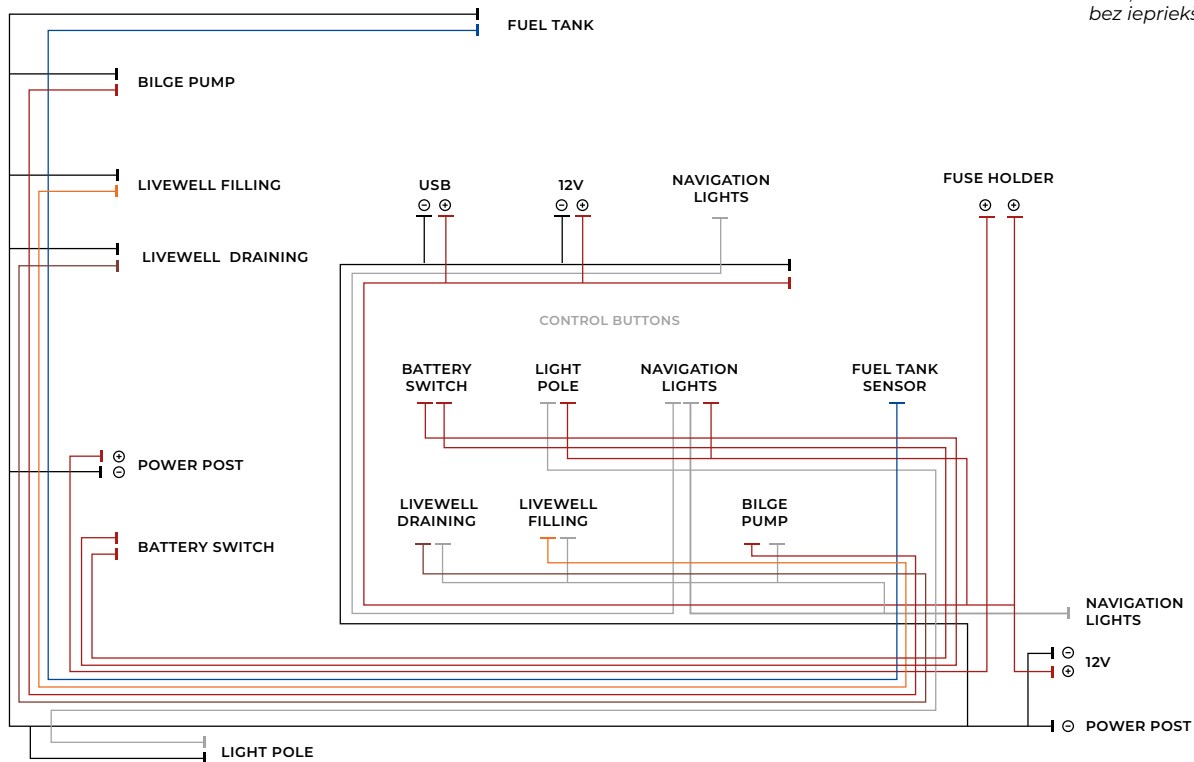 bez iepriek
FUEL TANK
BILGE PUMP
LIVEWELL FILLING
USB
12V
NAVIGATION
LIGHTS
FUSE HOLDER
LIVEWELL DRAINING
CONTROL BUTTONS
BATTERY
SWITCH
LIGHT
POLE
NAVIGATION
LIGHTS
FUEL TANK
SENSOR
POWER POST
LIVEWELL
DRAINING
LIVEWELL
FILLING
BILGE
PUMP
BATTERY SWITCH
NAVIGATION
LIGHTS
12V
POWER POST
LIGHT POLE